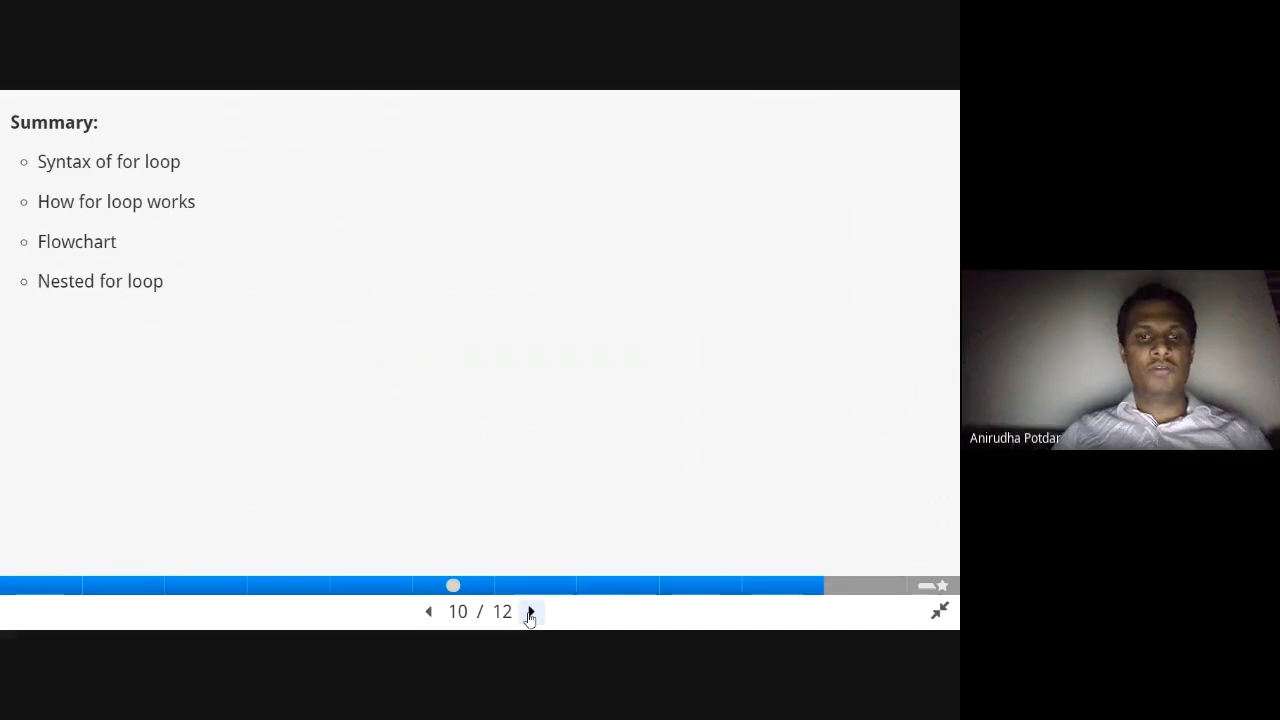 Summary:
Syntax of for loop
How for loop works
Flowchart
Nested for loop
10 / 12
Anirudha Potdar